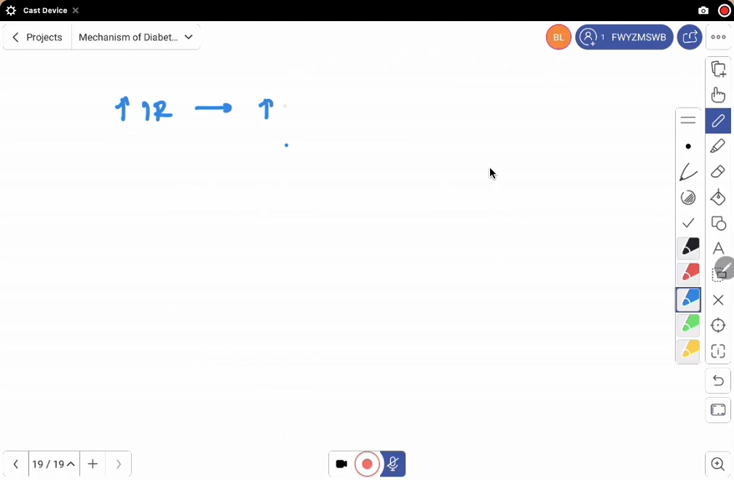 Cast Device
Projects Mechanism of Diabet... BL 1 FWYZMSWB
↑ IR → ↑
A
19 / 19